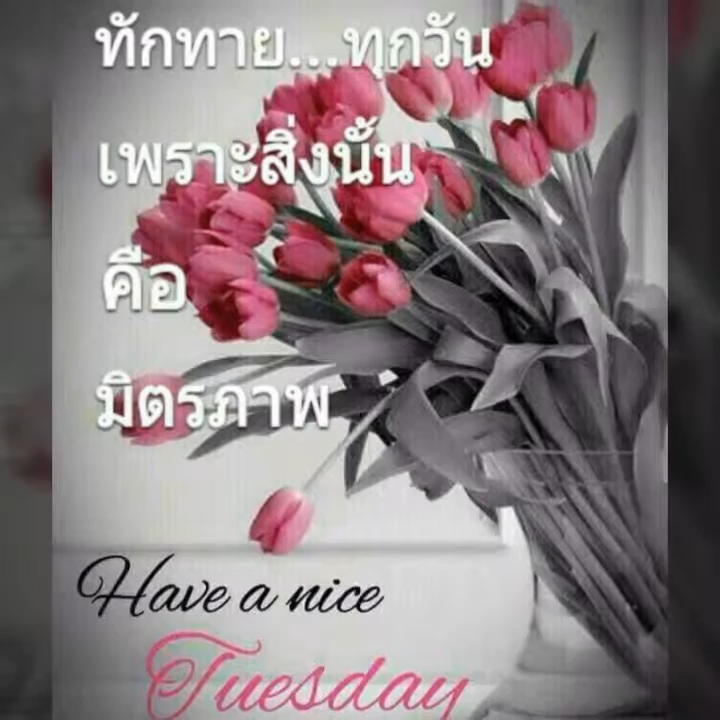 ทักทาย...ทุกวัน
เพราะสิ่งนั้น
คือ
มิตรภาพ
Have a nice
Tuesday